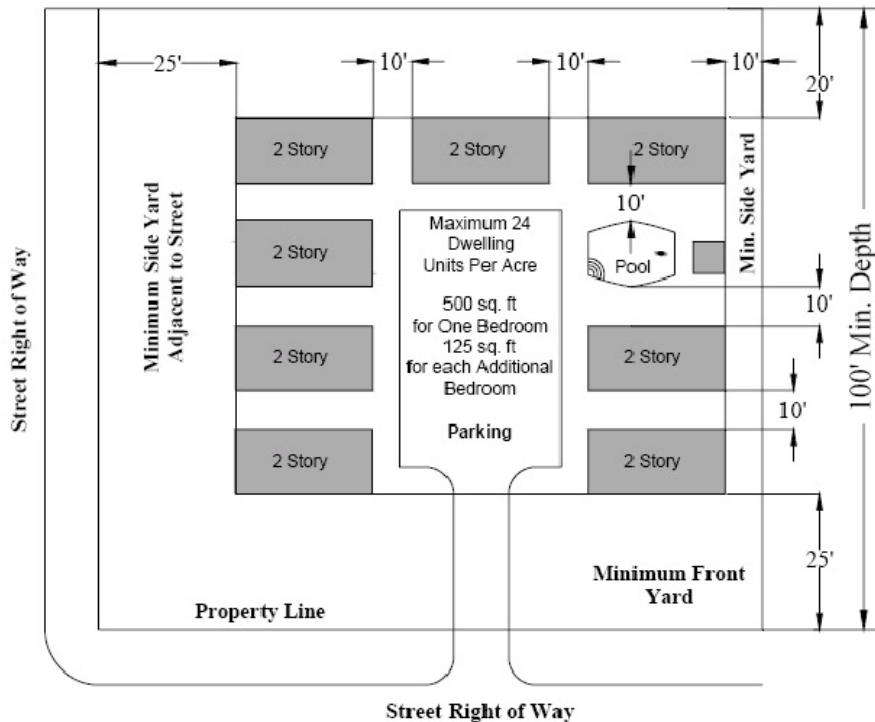 25'
10'
10'
10'
20'
2 Story
2 Story
2 Story
10'
Maximum 24
Dwelling
Units Per Acre
500 sq. ft
for One Bedroom
125 sq. ft
for each Additional
Bedroom
Parking
2 Story
Pool
10'
2 Story
2 Story
10'
2 Story
2 Story
25'
Street Right of Way
Minimum Side Yard
Adjacent to Street
Min. Side Yard
100' Min. Depth
Minimum Front
Yard
Property Line
Street Right of Way